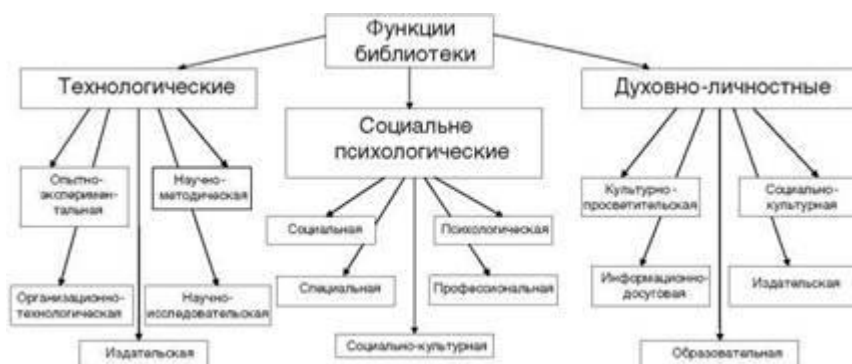 Функции
библиотеки
Технологические
Социальне
психологические
Духовно-личностные
Опытно-
эксперимен-
тальная
Научно-
методическая
Организационно-
технологическая
Научно-
исследовательская
Издательская
Социальная
Психологическая
Специальная
Профессиональная
Социально-культурная
Культурно-
просветительская
Социально-
культурная
Информационно-
досуговая
Издательская
Образовательная